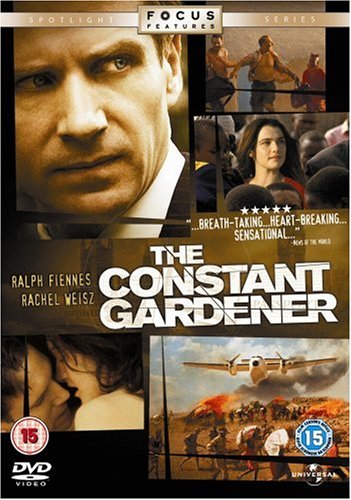 SPOTLIGHT
FOCUS
FEATURES
SERIES
★★★★★
"...BREATH-TAKING...HEART-BREAKING...
SENSATIONAL..."
"NEWS OF THE WORLD"
RALPH FIENNES
RACHEL WEISZ
THE
CONSTANT
GARDENER
15
DVD
VIDEO
15
UNIVERSAL